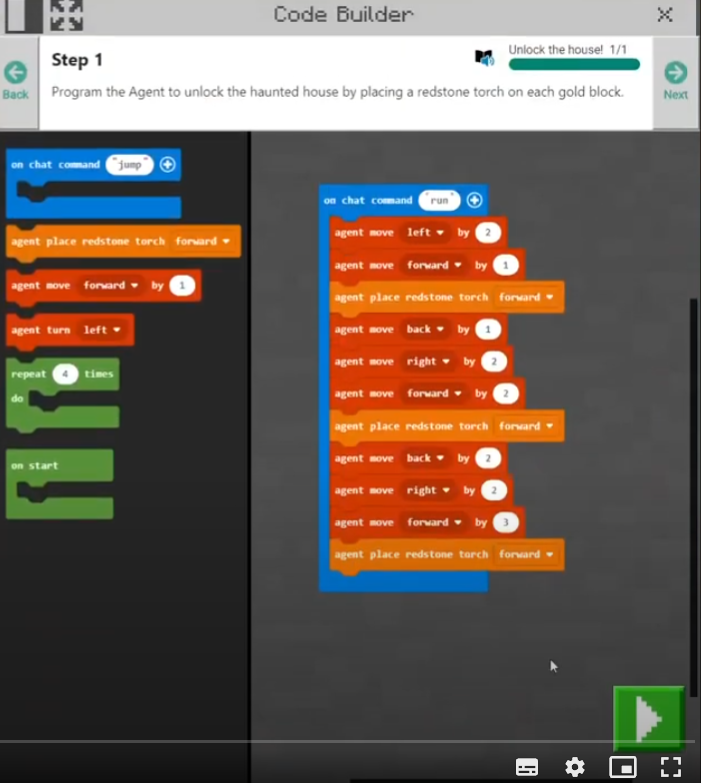 Code Builder
Step 1
Unlock the house! 1/1
Back
Program the Agent to unlock the haunted house by placing a redstone torch on each gold block.
Next
on chat command "jump"
agent place redstone torch forward
agent move forward by 1
agent turn left
repeat 4 times
do
on start
on chat command "run"
agent move left by 2
agent move forward by 1
agent place redstone torch forward
agent move back by 1
agent move right by 2
agent move forward by 2
agent place redstone torch forward
agent move back by 2
agent move right by 2
agent move forward by 3
agent place redstone torch forward